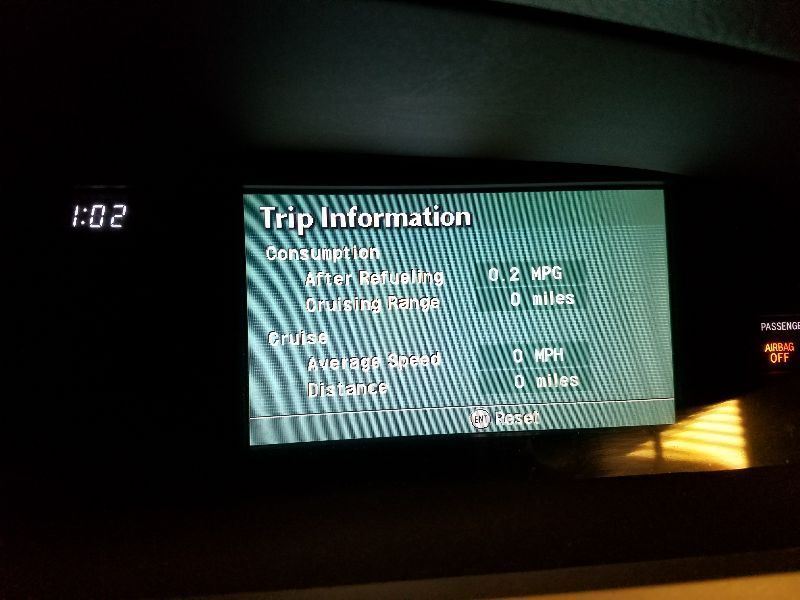 1:02
Trip Information
Consumption
After Refueling 0.2 MPG
Cruising Range 0 miles
Cruise
Average Speed 0 MPH
Distance 0 miles
ENT Reset
AIRBAG
OFF